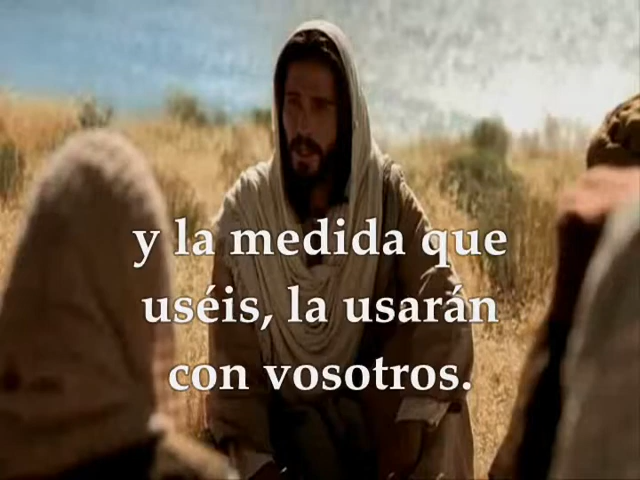 y la medida que
uséis, la usarán
con vosotros.